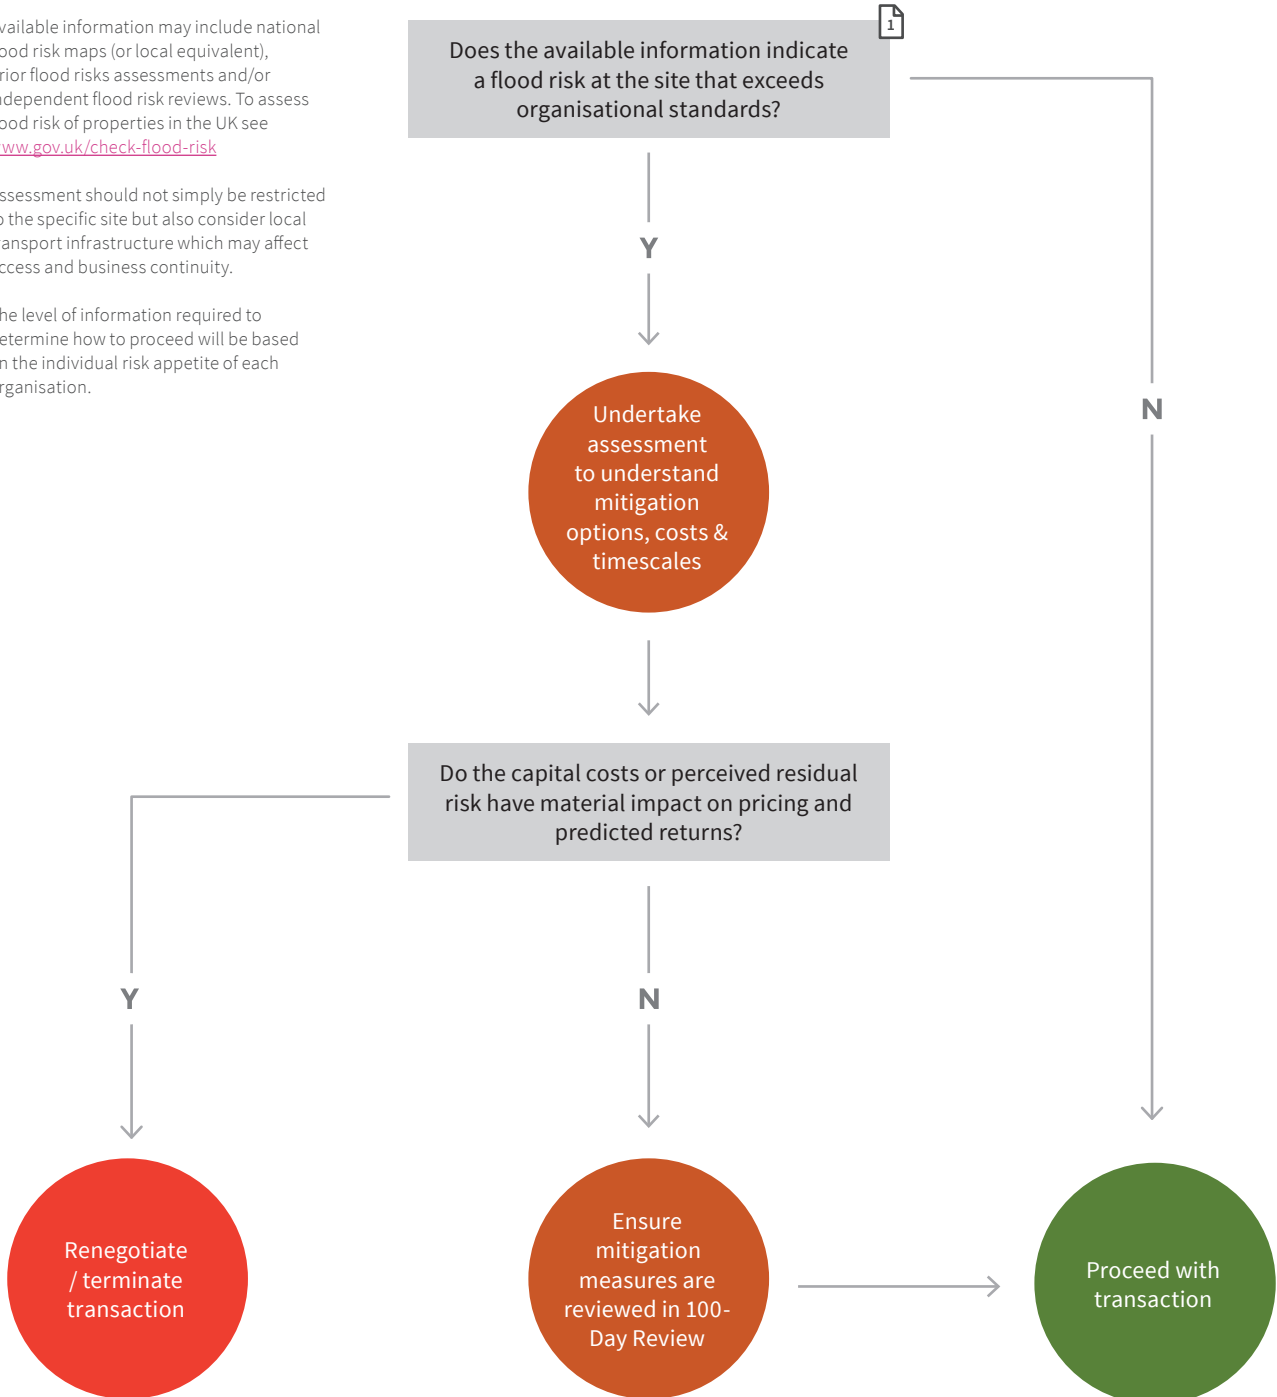 vailable information may include national
ood risk maps (or local equivalent),
rior flood risks assessments and/or
ndependent flood risk reviews. To assess
ood risk of properties in the UK see
ww.gov.uk/check-flood-risk
ssessment should not simply be restricted
o the specific site but also consider local
ransport infrastructure which may affect
ccess and business continuity.
he level of information required to
etermine how to proceed will be based
n the individual risk appetite of each
rganisation.
1
Does the available information indicate
a flood risk at the site that exceeds
organisational standards?
Y
N
Undertake
assessment
to understand
mitigation
options, costs &
timescales
Do the capital costs or perceived residual
risk have material impact on pricing and
predicted returns?
Y
N
Renegotiate
/ terminate
transaction
Ensure
mitigation
measures are
reviewed in 100-
Day Review
Proceed with
transaction